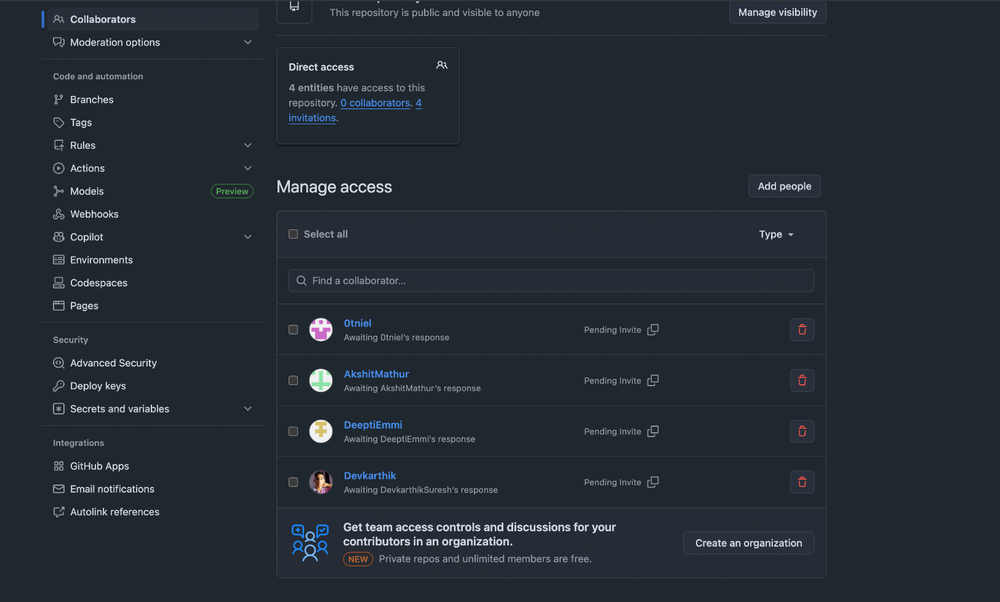 Collaborators
Moderation options
Code and automation
Branches
Tags
Rules
Actions
Models
Preview
Webhooks
Copilot
Environments
Codespaces
Pages
Security
Advanced Security
Deploy keys
Secrets and variables
Integrations
GitHub Apps
Email notifications
Autolink references
This repository is public and visible to anyone
Manage visibility
Direct access
4 entities have access to this
repository. 0 collaborators. 4
invitations.
Manage access
Add people
Select all
Type
Find a collaborator...
0tniel
Awaiting 0tniel's response
Pending Invite
AkshitMathur
Awaiting AkshitMathur's response
Pending Invite
DeeptiEmmi
Awaiting DeeptiEmmi's response
Pending Invite
Devkarthik
Awaiting DevkarthikSuresh's response
Pending Invite
Get team access controls and discussions for your
contributors in an organization.
NEW Private repos and unlimited members are free.
Create an organization